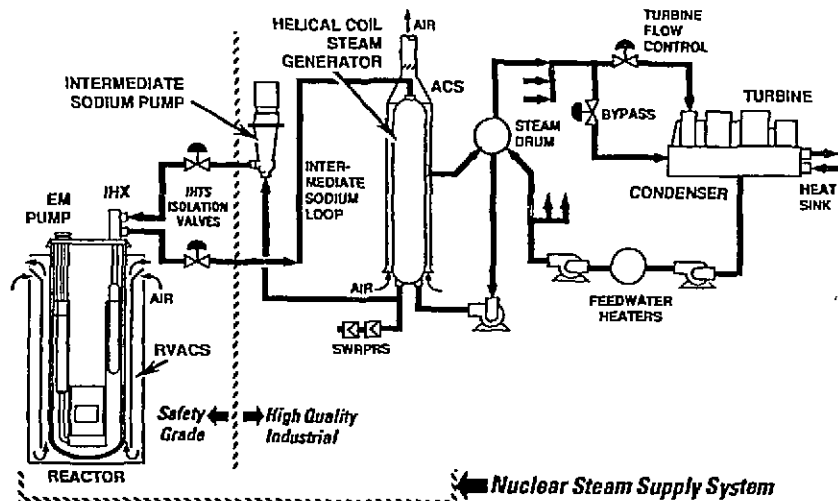 AIR
HELICAL COIL
STEAM
GENERATOR
ACS
TURBINE
FLOW
CONTROL
INTERMEDIATE
SODIUM PUMP
STEAM
DRUM
BYPASS
TURBINE
CONDENSER
HEAT
SINK
INTER-
MEDIATE
SODIUM
LOOP
EM
PUMP
IHX
IHTS
ISOLATION
VALVES
AIR
AIR
FEEDWATER
HEATERS
SWRPRS
RVACS
Safety
Grade
High Quality
Industrial
REACTOR
Nuclear Steam Supply System